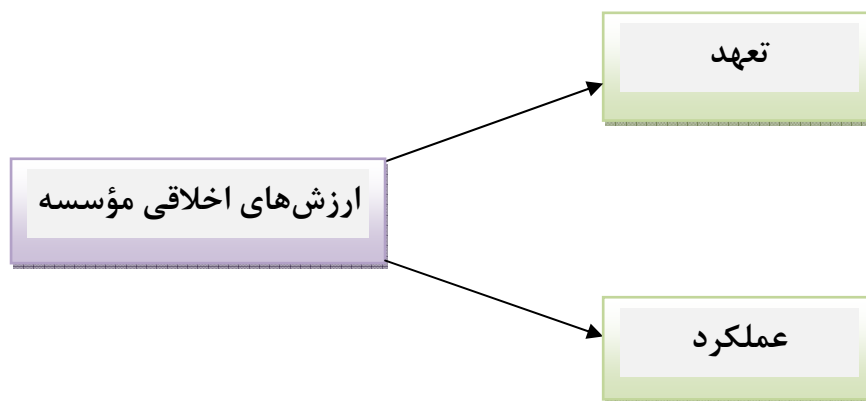 تعهد
ارزش‌های اخلاقی مؤسسه
عملکرد